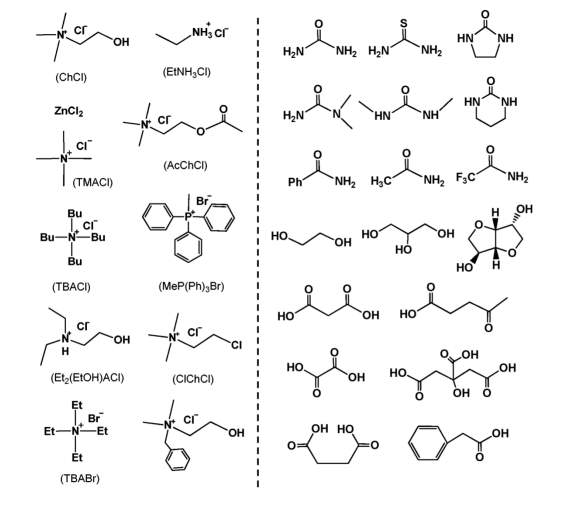 N+ Cl−
OH
(ChCl)
NH3 + Cl−
(EtNH3Cl)
ZnCl2
N+ Cl−
(TMACl)
N+ Cl−
O
O
(AcChCl)
Bu
Cl−
Bu N+ Bu
Bu
(TBACl)
Br−
P+
(MeP(Ph)3Br)
N+ Cl−
H
OH
(Et2(EtOH)ACl)
N+ Cl−
Cl
(ClChCl)
Et
Br−
Et N+ Et
Et
(TBABr)
N+ Cl−
OH
O
H2N NH2
S
H2N NH2
O
HN NH
O
H2N N
O
HN NH
O
HN NH
O
Ph NH2
O
H3C NH2
O
F3C NH2
HO OH
HO OH
OH
H OH
O
O
HO H
O O
HO OH
O
HO
O
O
HO OH
O
O
OH
HO OH
O OH O
OH HO
O O
OH
O